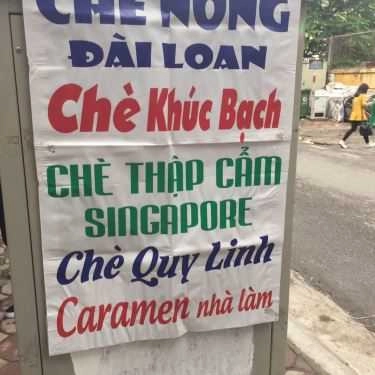 CHÈ NÓNG
ĐÀI LOAN
Chè Khúc Bạch
CHÈ THẬP CẨM
SINGAPORE
Chè Quy Linh
Caramen nhà làm